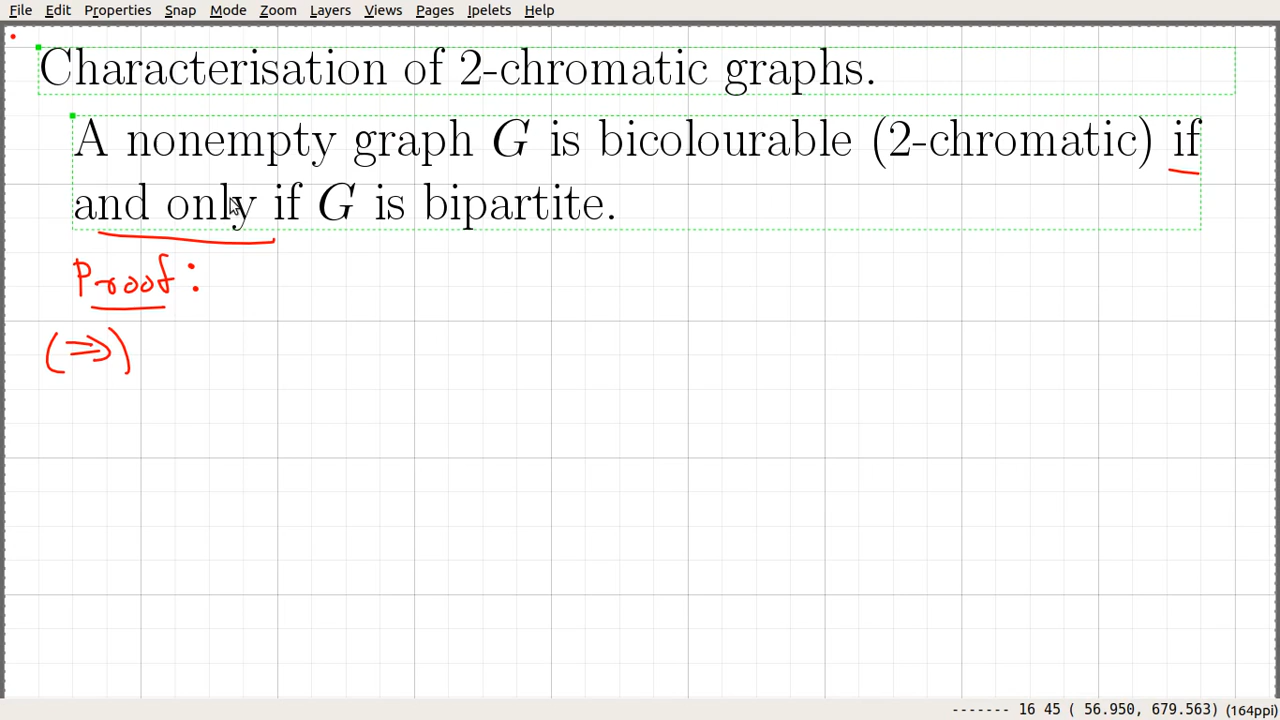 File Edit Properties Snap Mode Zoom Layers Views Pages Ipelets Help
Characterisation of 2-chromatic graphs.
A nonempty graph G is bicolourable (2-chromatic) if
and only if G is bipartite.
Proof:
(⇒)
------- 16 45 ( 56.950, 679.563) (164ppi)